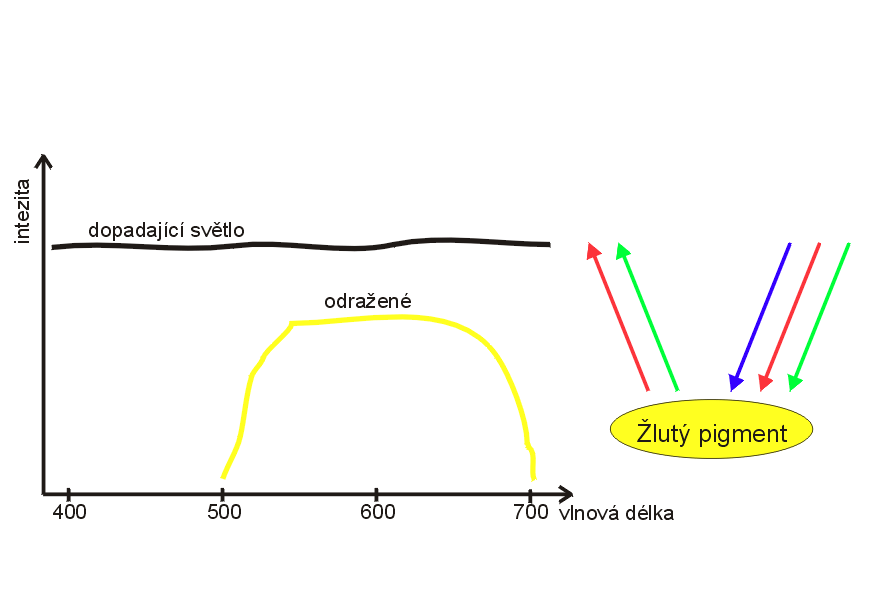 intezita
dopadající světlo
odražené
Žlutý pigment
400 500 600 700 vlnová délka